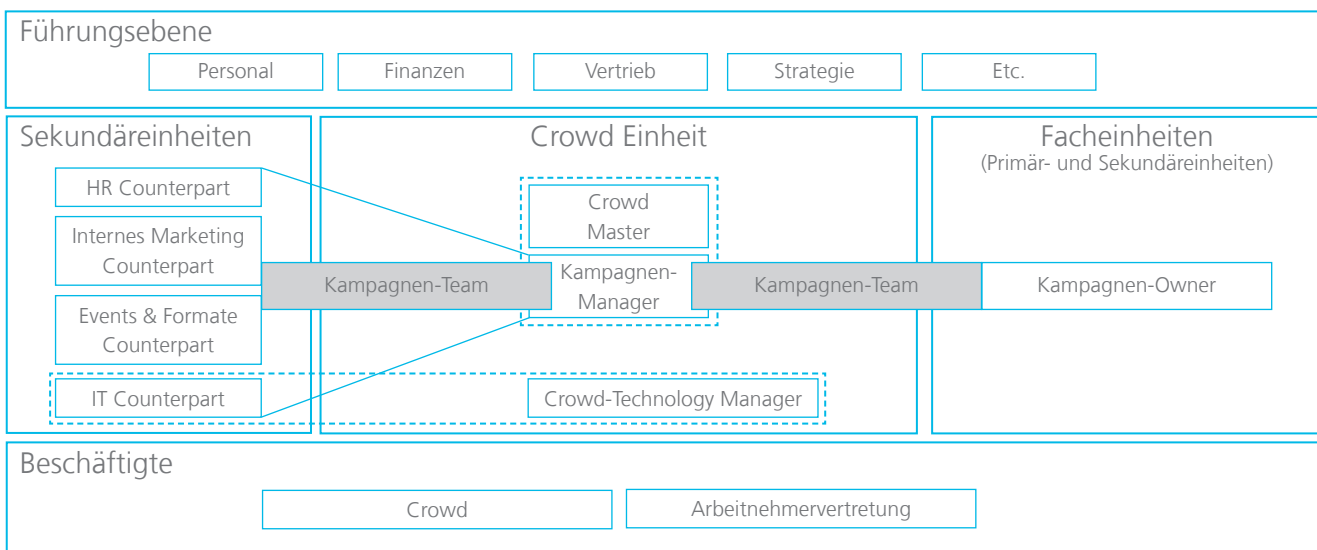 Führungsebene
Personal
Finanzen
Vertrieb
Strategie
Etc.
Sekundäreinheiten
HR Counterpart
Internes Marketing
Counterpart
Events & Formate
Counterpart
IT Counterpart
Kampagnen-Team
Crowd Einheit
Crowd
Master
Kampagnen-
Manager
Kampagnen-Team
Crowd-Technology Manager
Facheinheiten
(Primär- und Sekundäreinheiten)
Kampagnen-Owner
Beschäftigte
Crowd
Arbeitnehmervertretung